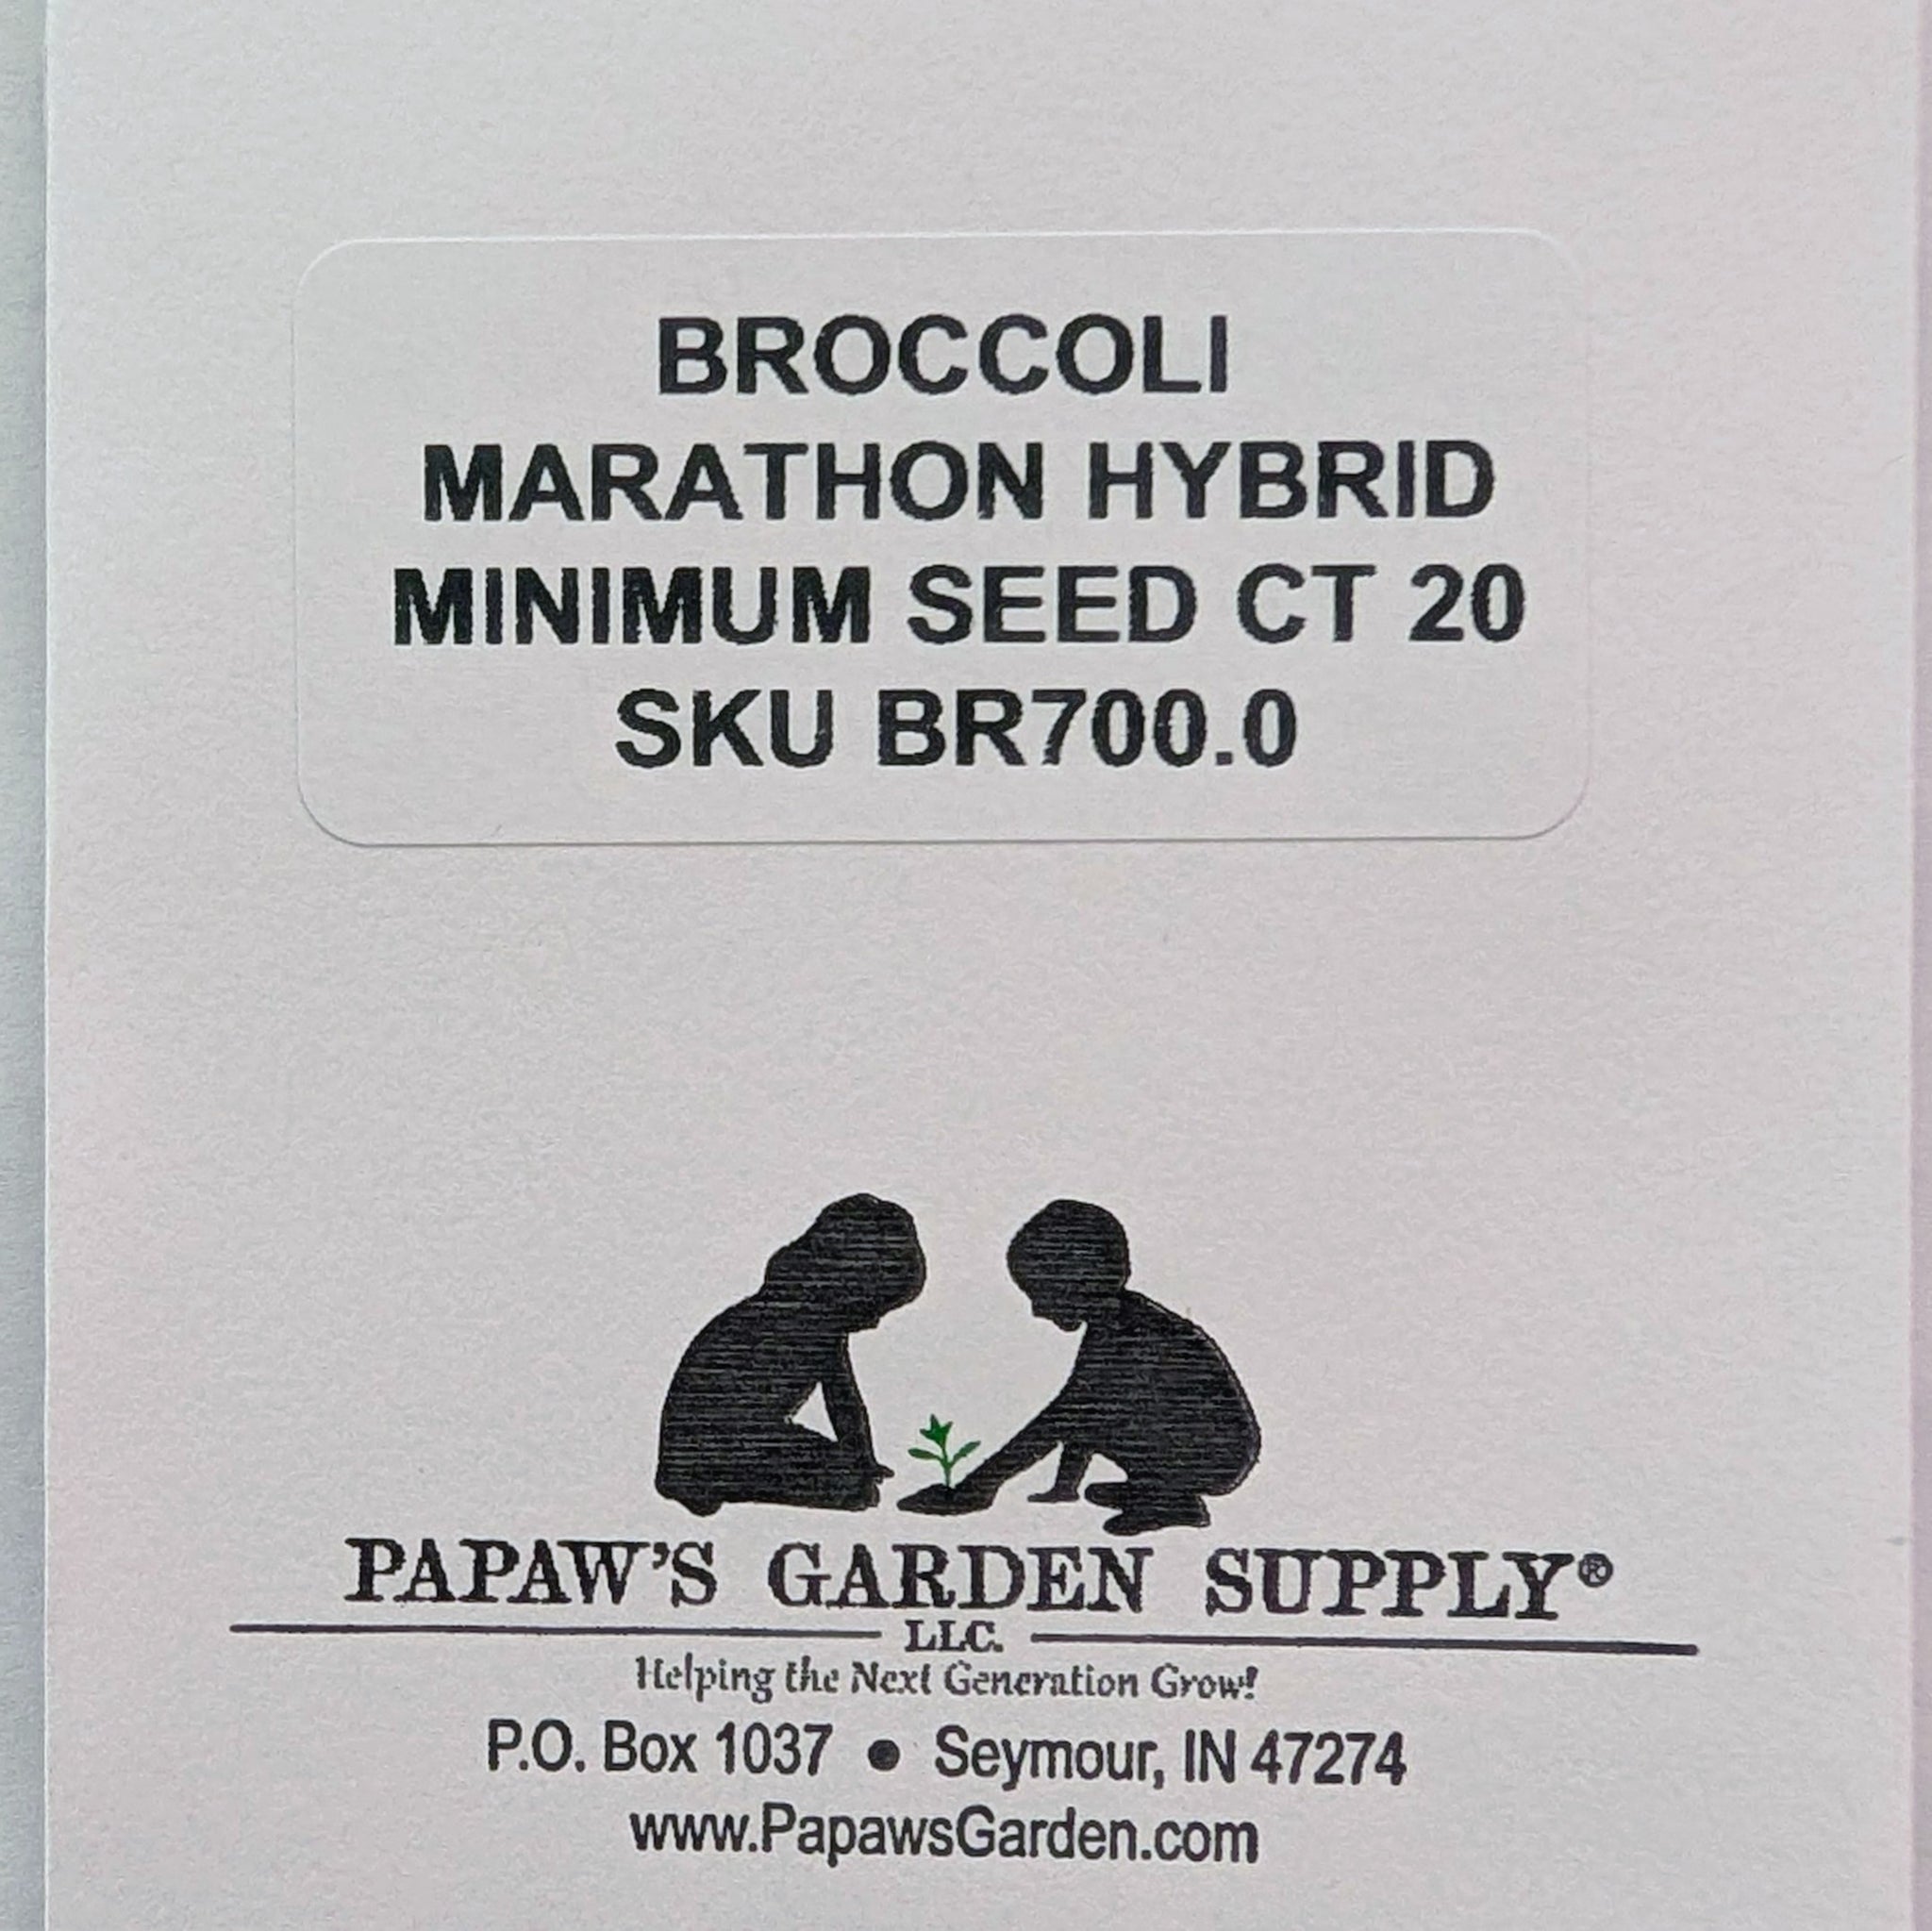 BROCCOLI
MARATHON HYBRID
MINIMUM SEED CT 20
SKU BR700.0
PAPAW'S GARDEN SUPPLY®
LLC.
Helping the Next Generation Grow!
P.O. Box 1037 ● Seymour, IN 47274
www.PapawsGarden.com